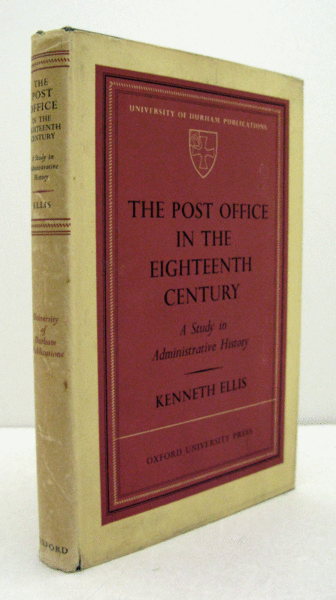 THE
POST
OFFICE
IN THE
EIGHTEENTH
CENTURY
A Study in
Administrative
History
ELLIS
University
of
Durham
Publications
OXFORD
UNIVERSITY OF DURHAM PUBLICATIONS
THE POST OFFICE
IN THE
EIGHTEENTH
CENTURY
A Study in
Administrative History
KENNETH ELLIS
OXFORD UNIVERSITY PRESS